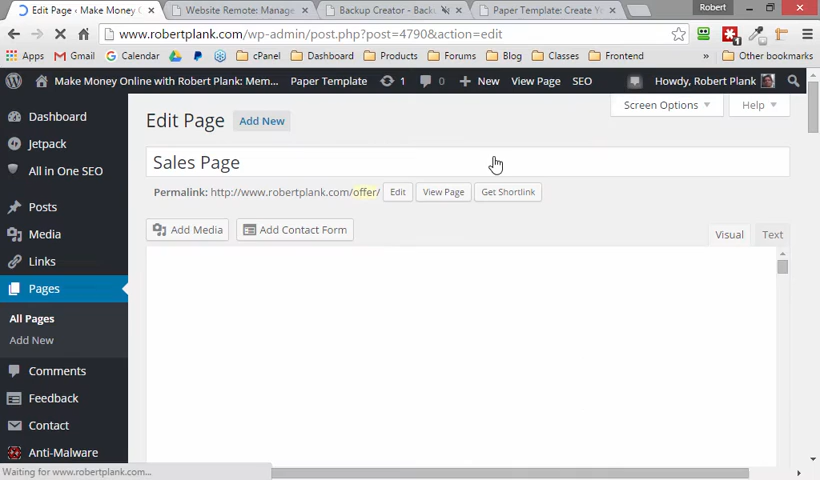 Robert
Edit Page ‹ Make Money
Website Remote: Manage
Backup Creator - Back
Paper Template: Create Yo
www.robertplank.com/wp-admin/post.php?post=4790&action=edit
Apps Gmail Calendar cPanel Dashboard Products Forums Blog Classes Frontend » Other bookmarks
Make Money Online with Robert Plank: Mem... Paper Template 1 0 New View Page SEO Howdy, Robert Plank
Screen Options Help
Dashboard
Jetpack
All in One SEO
Posts
Media
Links
Pages
All Pages
Add New
Comments
Feedback
Contact
Anti-Malware
Edit Page Add New
Sales Page
Permalink: http://www.robertplank.com/offer/ Edit View Page Get Shortlink
Add Media Add Contact Form Visual Text
Waiting for www.robertplank.com...